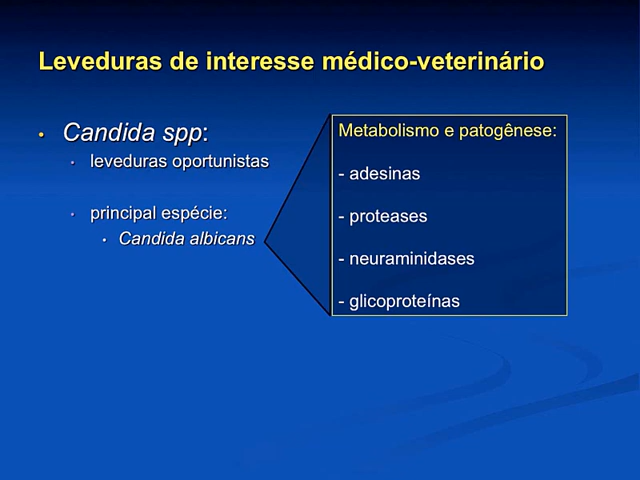 Leveduras de interesse médico-veterinário
• Candida spp:
• leveduras oportunistas
• principal espécie:
• Candida albicans
Metabolismo e patogênese:
- adesinas
- proteases
- neuraminidases
- glicoproteínas